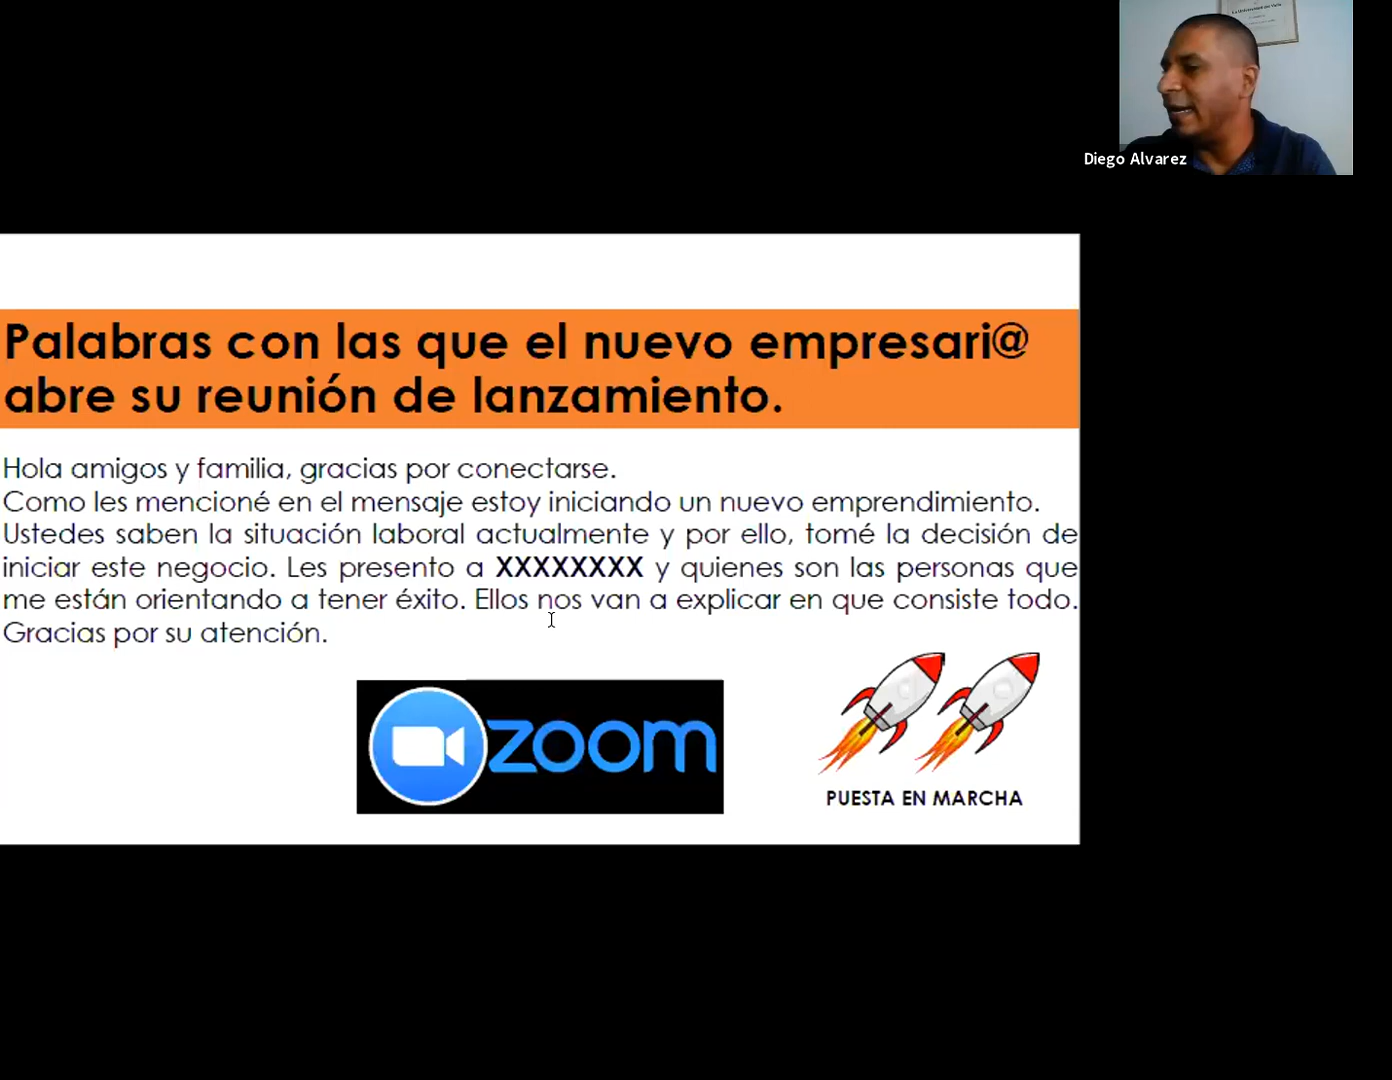 Diego Alvarez
Palabras con las que el nuevo empresari@
abre su reunión de lanzamiento.
Hola amigos y familia, gracias por conectarse.
Como les mencioné en el mensaje estoy iniciando un nuevo emprendimiento.
Ustedes saben la situación laboral actualmente y por ello, tomé la decisión de
iniciar este negocio. Les presento a XXXXXXXX y quienes son las personas que
me están orientando a tener éxito. Ellos nos van a explicar en que consiste todo.
Gracias por su atención.
zoom
PUESTA EN MARCHA